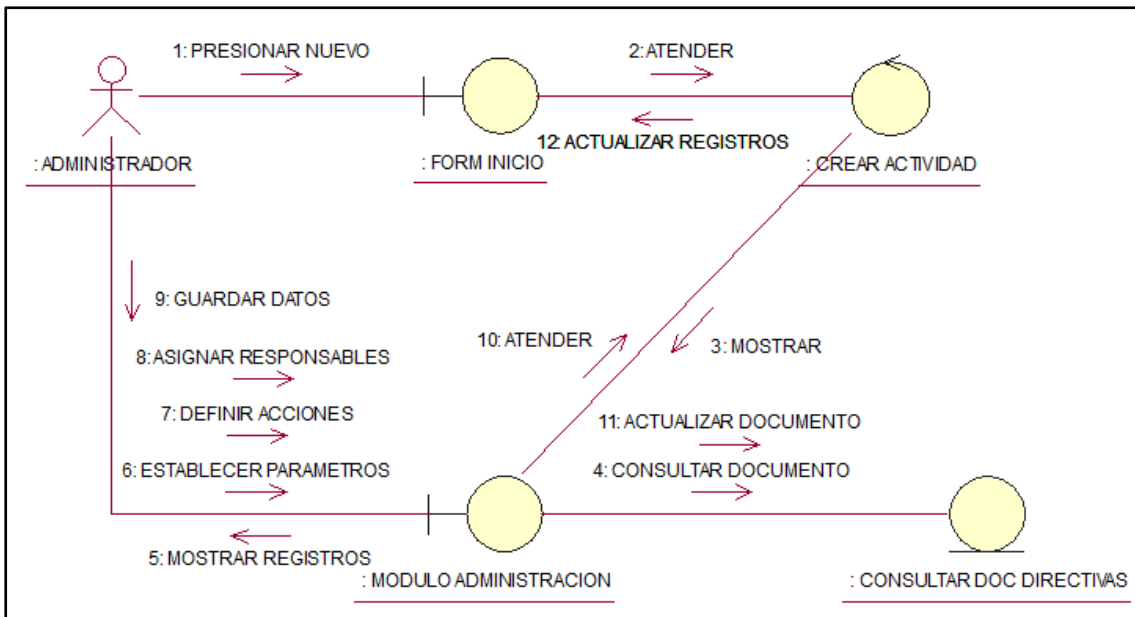 1: PRESIONAR NUEVO
2: ATENDER
12: ACTUALIZAR REGISTROS
: ADMINISTRADOR
: FORM INICIO
: CREAR ACTIVIDAD
9: GUARDAR DATOS
10: ATENDER
3: MOSTRAR
8: ASIGNAR RESPONSABLES
7: DEFINIR ACCIONES
11: ACTUALIZAR DOCUMENTO
6: ESTABLECER PARAMETROS
4: CONSULTAR DOCUMENTO
5: MOSTRAR REGISTROS
: MODULO ADMINISTRACION
: CONSULTAR DOC DIRECTIVAS